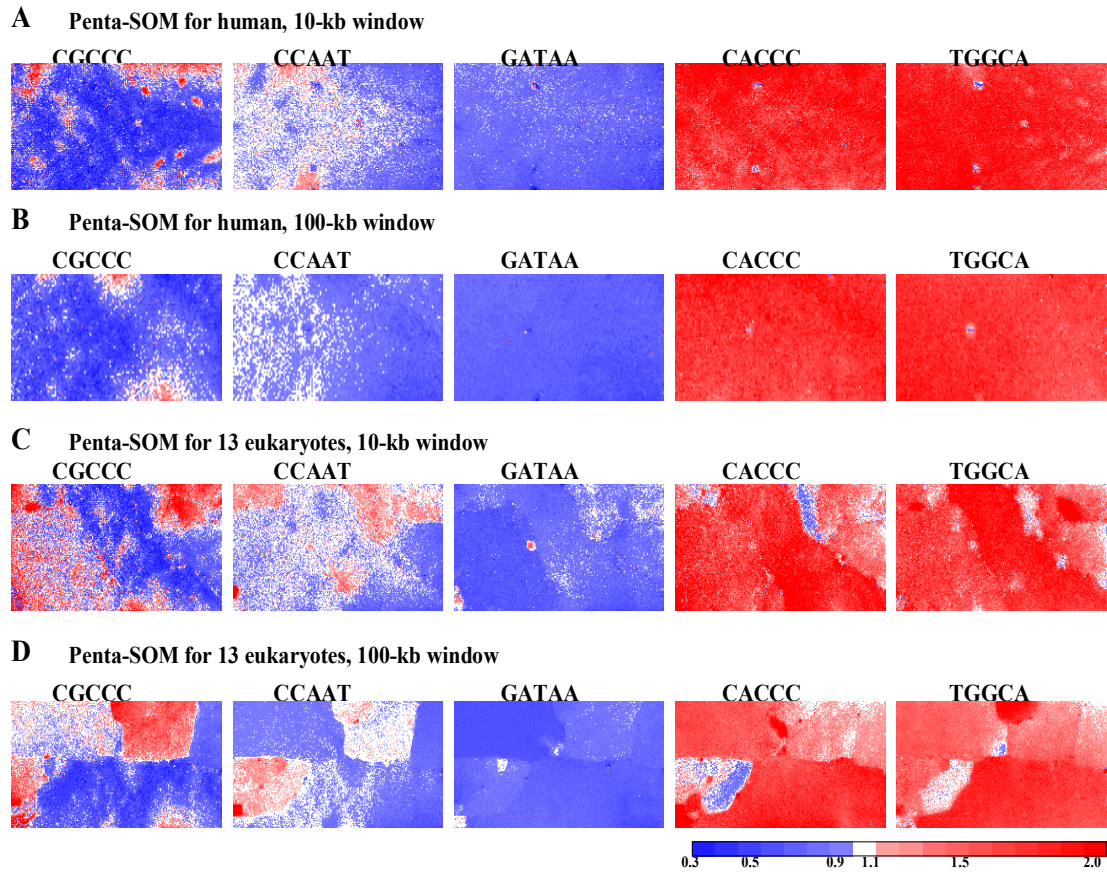 A Penta-SOM for human, 10-kb window
CGCCC CCAAT GATAA CACCC TGGCA
B Penta-SOM for human, 100-kb window
CGCCC CCAAT GATAA CACCC TGGCA
C Penta-SOM for 13 eukaryotes, 10-kb window
CGCCC CCAAT GATAA CACCC TGGCA
D Penta-SOM for 13 eukaryotes, 100-kb window
CGCCC CCAAT GATAA CACCC TGGCA
0.3 0.5 0.9 1.1 1.5 2.0